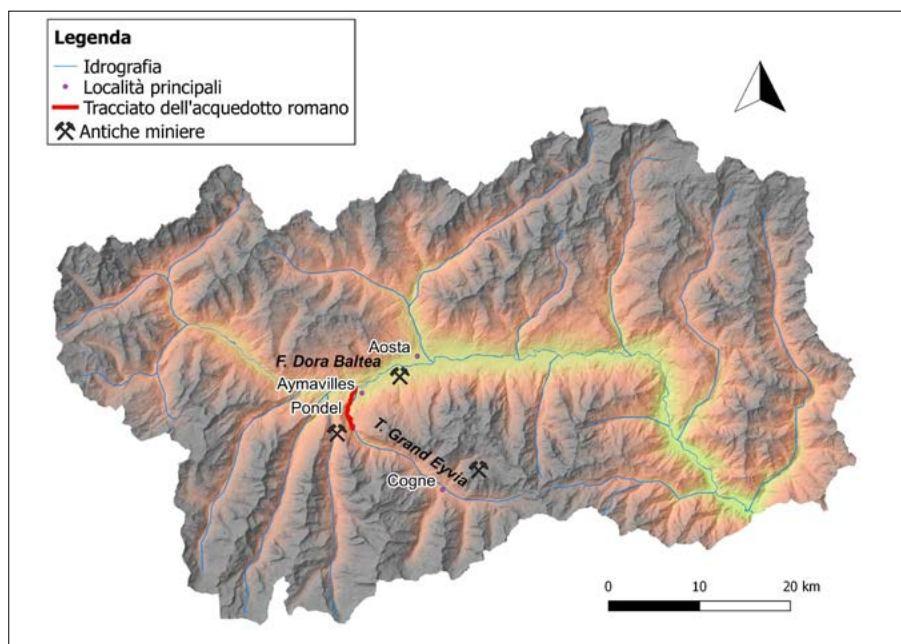 Legenda
Idrografia
Località principali
Tracciato dell'acquedotto romano
Antiche miniere
Aosta
F. Dora Baltea
Aymavilles
Pondel
T. Grand Eyvia
Cogne
0 10 20 km